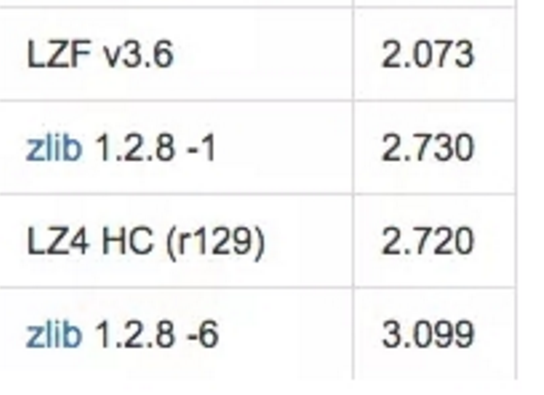 LZF v3.6 2.073
zlib 1.2.8 -1 2.730
LZ4 HC (r129) 2.720
zlib 1.2.8 -6 3.099